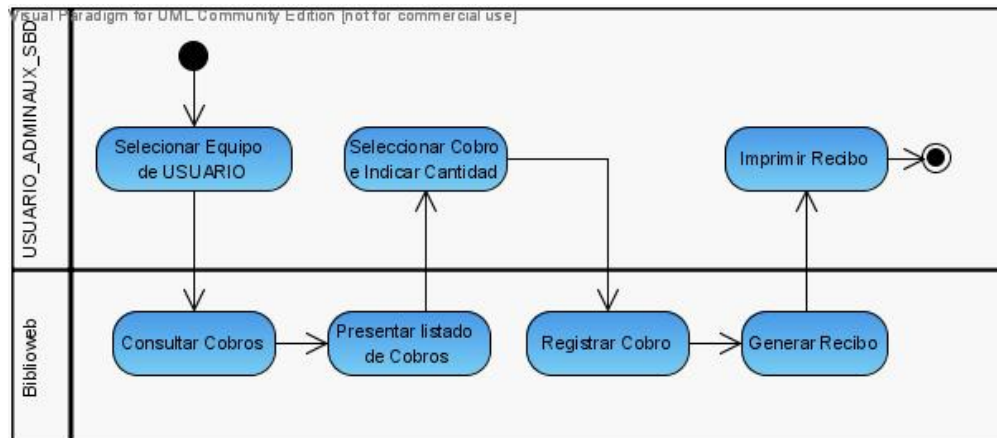 Visual Paradigm for UML Community Edition [not for commercial use]
USUARIO_ADMINAUX_SBD
Selecionar Equipo
de USUARIO
Seleccionar Cobro
e Indicar Cantidad
Imprimir Recibo
Biblioweb
Consultar Cobros
Presentar listado
de Cobros
Registrar Cobro
Generar Recibo